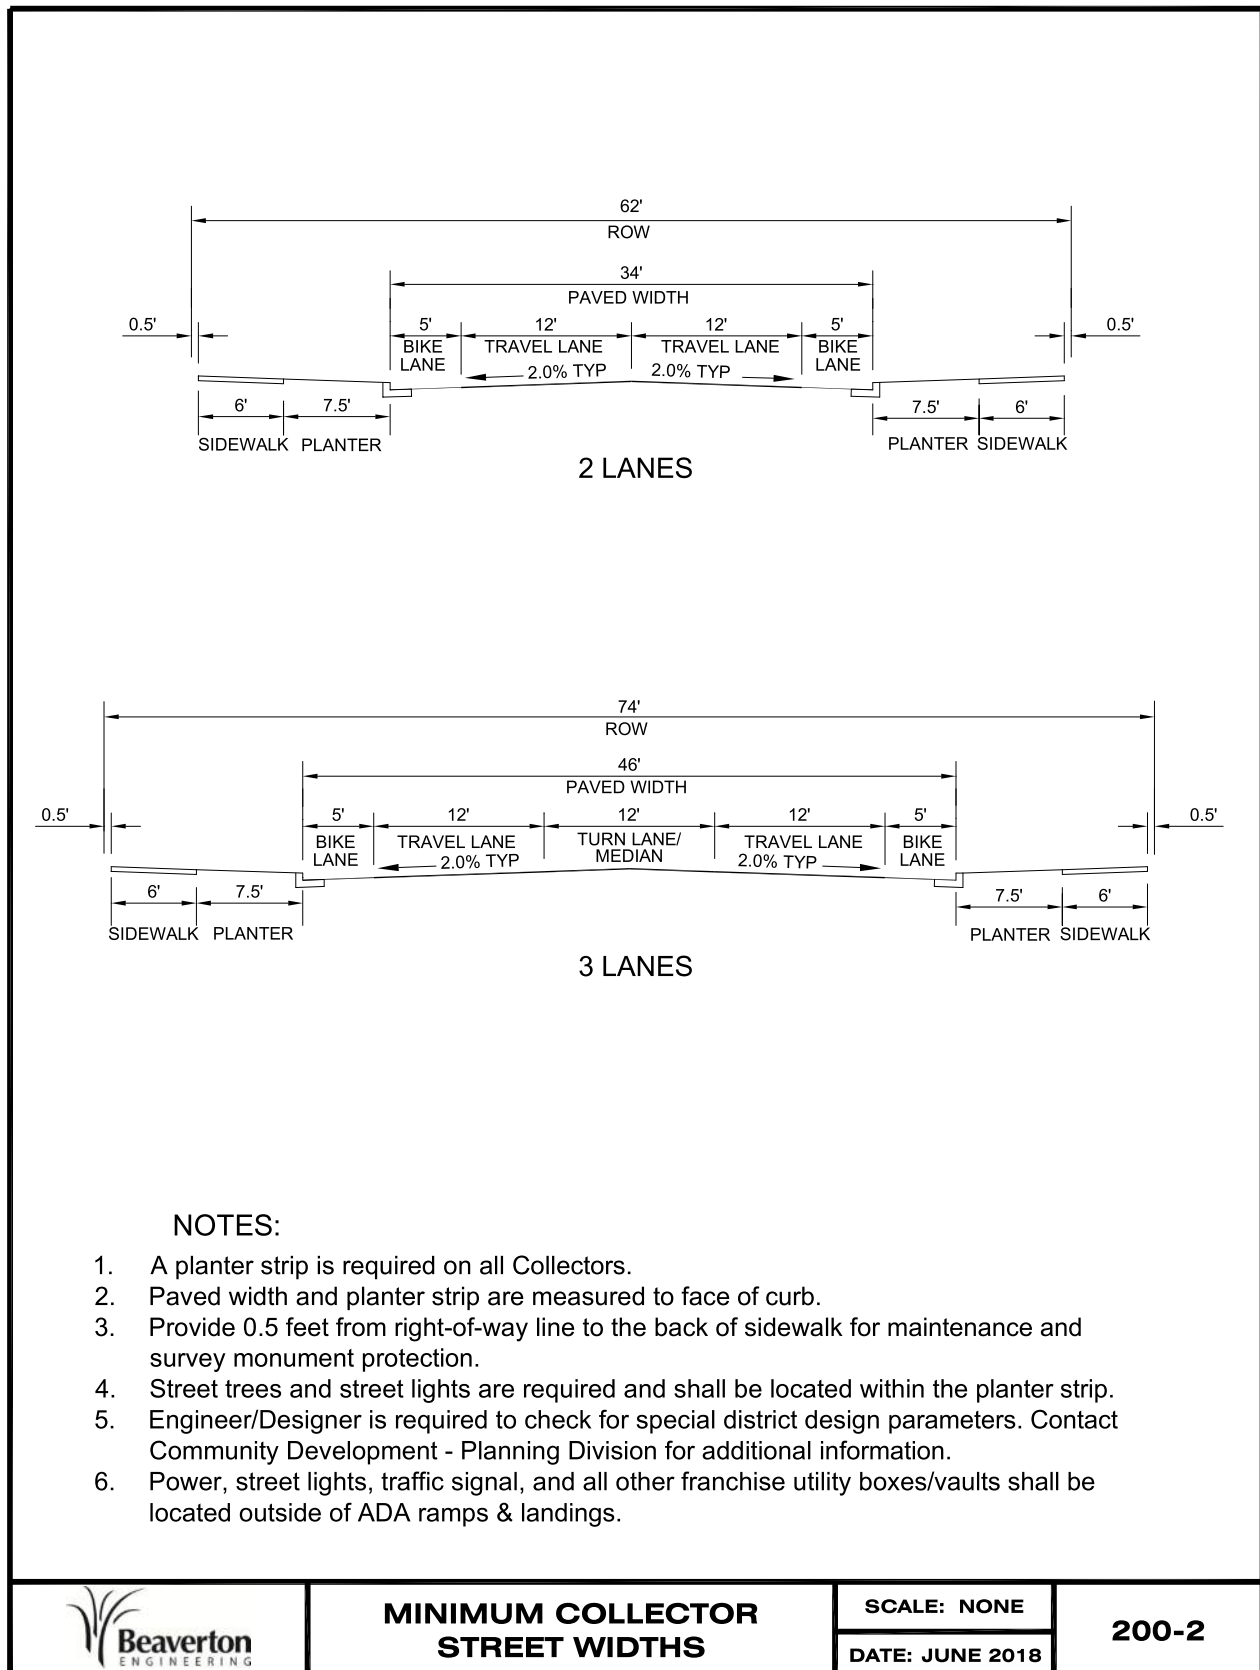 62'
ROW
34'
PAVED WIDTH
0.5' 5' 12' 12' 5' 0.5'
BIKE LANE TRAVEL LANE TRAVEL LANE BIKE LANE
2.0% TYP 2.0% TYP
6' 7.5' 7.5' 6'
SIDEWALK PLANTER PLANTER SIDEWALK
2 LANES
74'
ROW
46'
PAVED WIDTH
0.5' 5' 12' 12' 12' 5' 0.5'
BIKE LANE TRAVEL LANE TURN LANE/ MEDIAN TRAVEL LANE BIKE LANE
2.0% TYP 2.0% TYP
6' 7.5' 7.5' 6'
SIDEWALK PLANTER PLANTER SIDEWALK
3 LANES
NOTES:
1. A planter strip is required on all Collectors.
2. Paved width and planter strip are measured to face of curb.
3. Provide 0.5 feet from right-of-way line to the back of sidewalk for maintenance and
survey monument protection.
4. Street trees and street lights are required and shall be located within the planter strip.
5. Engineer/Designer is required to check for special district design parameters. Contact
Community Development - Planning Division for additional information.
6. Power, street lights, traffic signal, and all other franchise utility boxes/vaults shall be
located outside of ADA ramps & landings.
Beaverton
ENGINEERING
MINIMUM COLLECTOR
STREET WIDTHS
SCALE: NONE
DATE: JUNE 2018
200-2